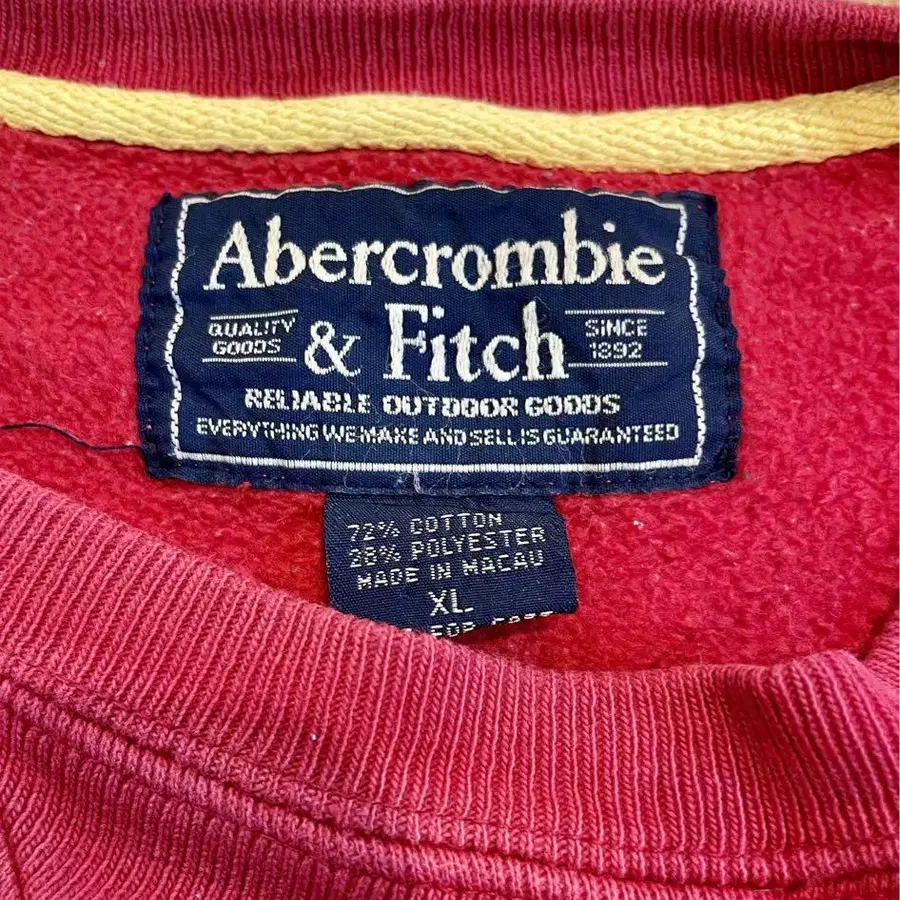 Abercrombie
QUALITY GOODS & Fitch SINCE 1892
RELIABLE OUTDOOR GOODS
EVERYTHING WE MAKE AND SELL IS GUARANTEED
72% COTTON
28% POLYESTER
MADE IN MACAU
XL
FOR